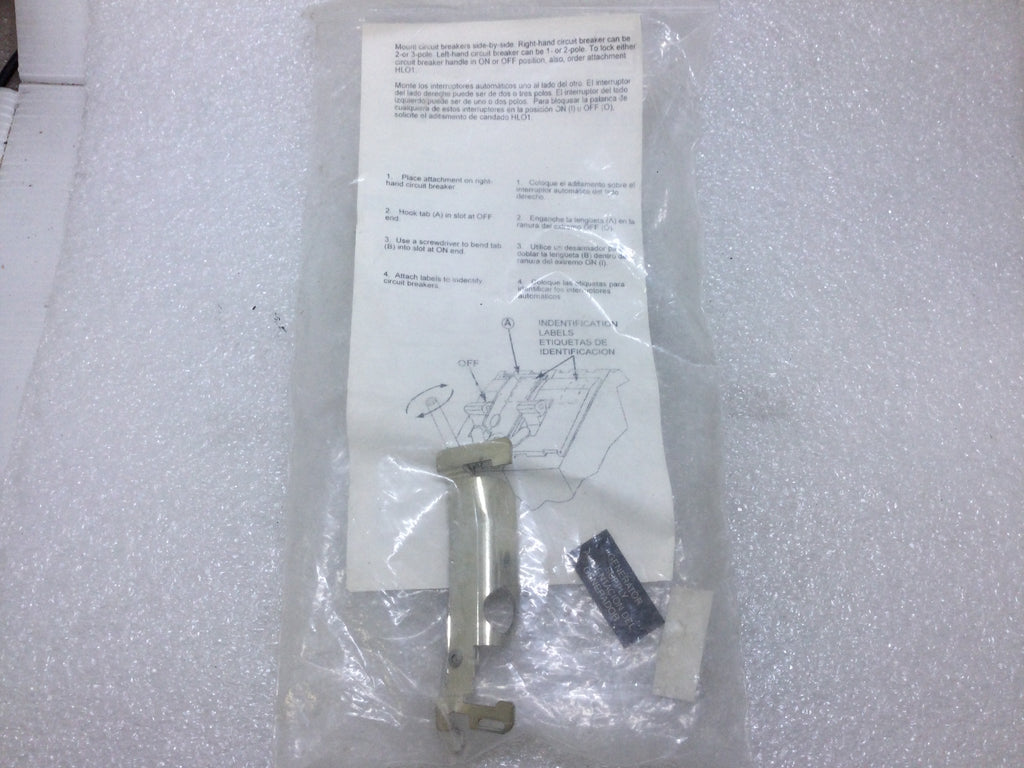 Mount circuit breakers side-by-side. Right-hand circuit breaker can be
2-or 3-pole. Left-hand circuit breaker can be 1- or 2-pole. To lock either
circuit breaker handle in ON or OFF position, also, order attachment
HLO1.
Monte los interruptores automáticos uno al lado del otro. El interruptor
del lado derecho puede ser de dos o tres polos. El interruptor del lado
izquierdo puede ser de uno o dos polos. Para bloquear la palanca de
cualquiera de estos interruptores en la posición ON (I) u OFF (O),
solicite el aditamento de candado HLO1.
1. Place attachment on right-
hand circuit breaker.
2. Hook tab (A) in slot at OFF
end.
3. Use a screwdriver to bend tab
(B) into slot at ON end.
4. Attach labels to indentify
circuit breakers.
1. Coloque el aditamento sobre el
interruptor automático del lado
derecho.
2. Enganche la lengüeta (A) en la
ranura del extremo OFF (O).
3. Utilice un desarmador para
doblar la lengüeta (B) dentro de
ranura del extremo ON (I).
4. Coloque las etiquetas para
identificar los interruptores
automáticos.
A
INDENTIFICATION
LABELS
ETIQUETAS DE
IDENTIFICACION
OFF
GENERATOR
SUPPLY